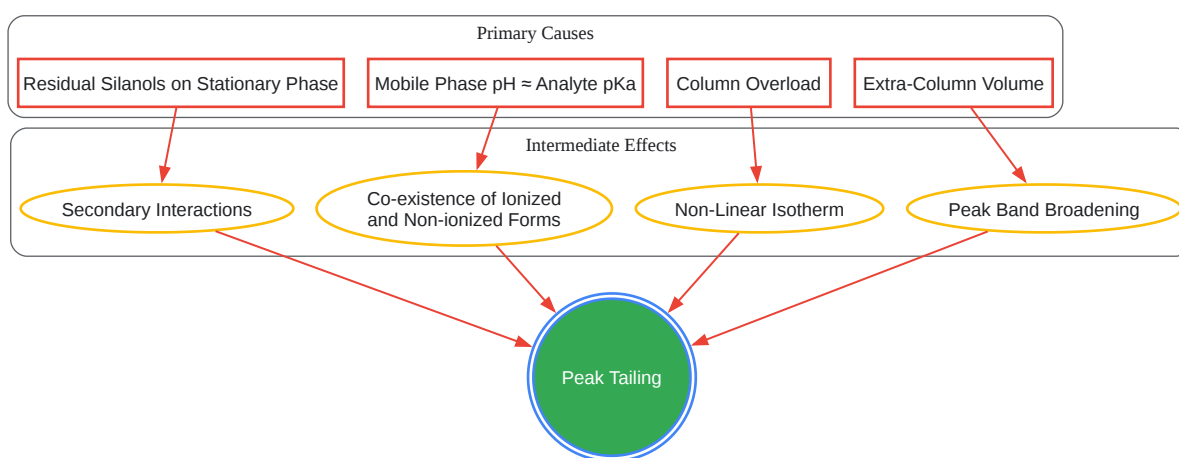 Primary Causes
Residual Silanols on Stationary Phase
Mobile Phase pH ≈ Analyte pKa
Column Overload
Extra-Column Volume
Intermediate Effects
Secondary Interactions
Co-existence of Ionized
and Non-ionized Forms
Non-Linear Isotherm
Peak Band Broadening
Peak Tailing